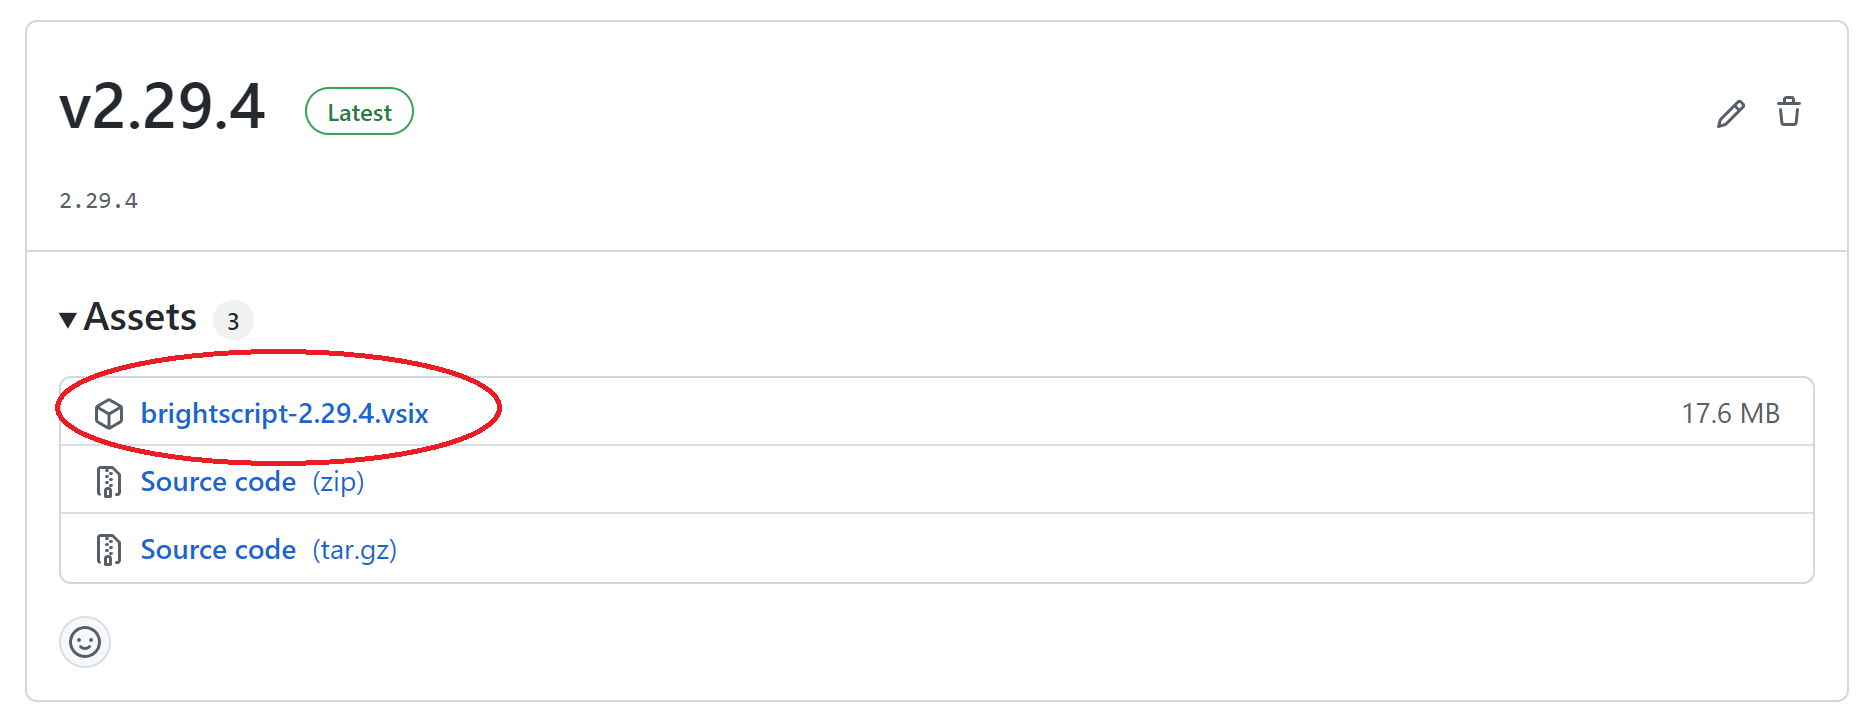 v2.29.4 Latest
2.29.4
Assets 3
brightscript-2.29.4.vsix 17.6 MB
Source code (zip)
Source code (tar.gz)